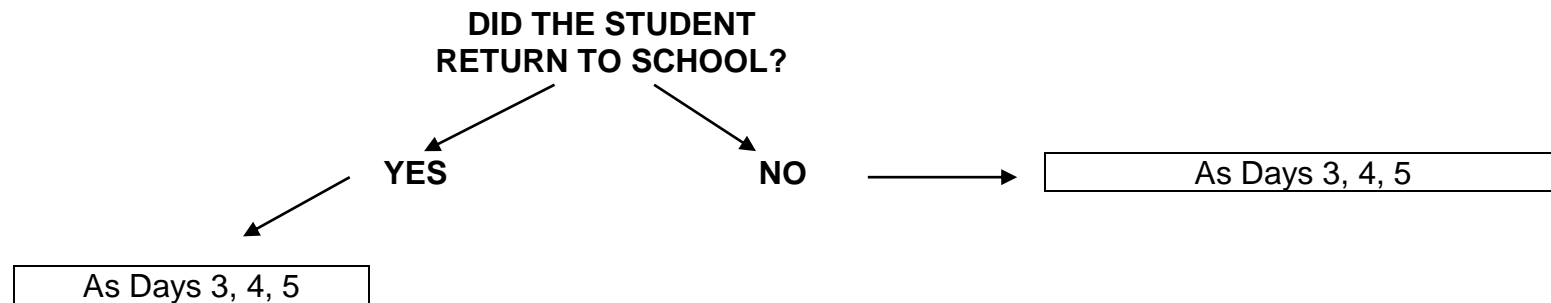 DID THE STUDENT
RETURN TO SCHOOL?
YES
NO
As Days 3, 4, 5
As Days 3, 4, 5